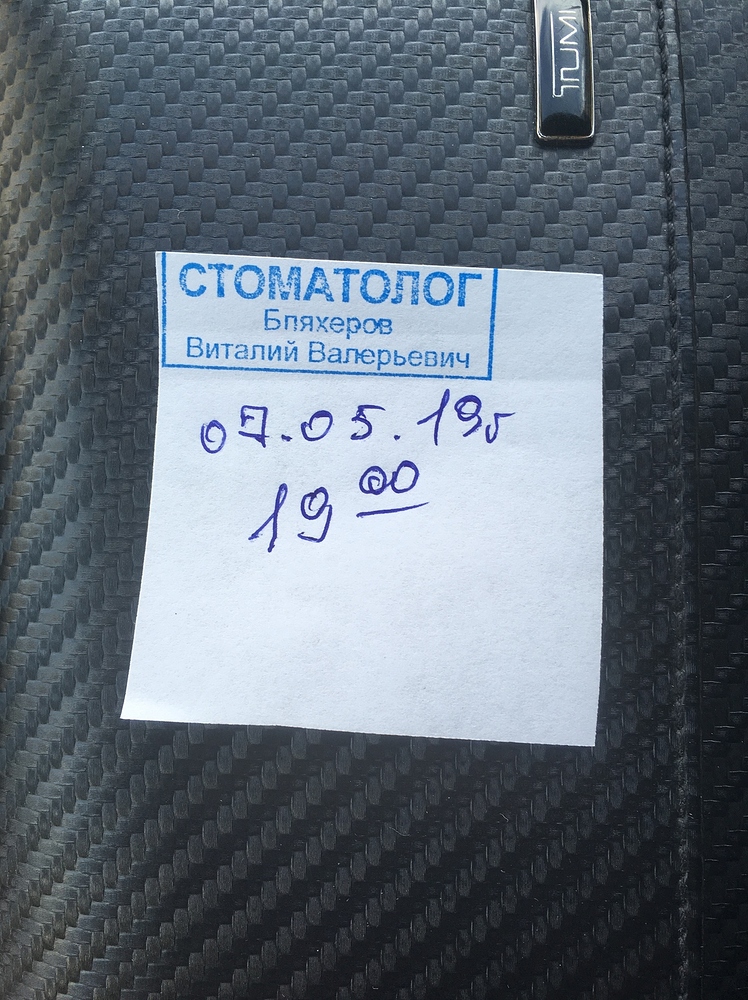 TUMI
СТОМАТОЛОГ
Бляхеров
Виталий Валерьевич
07.05.19г
19 00